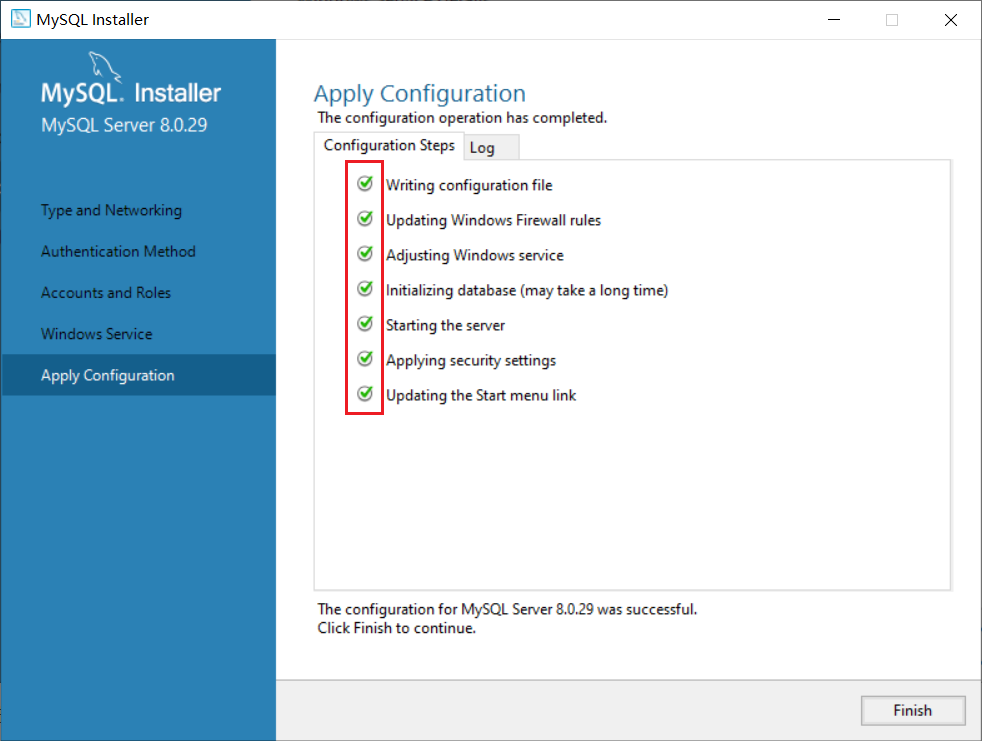 MySQL Installer
MySQL. Installer
MySQL Server 8.0.29
Type and Networking
Authentication Method
Accounts and Roles
Windows Service
Apply Configuration
Apply Configuration
The configuration operation has completed.
Configuration Steps
Log
Writing configuration file
Updating Windows Firewall rules
Adjusting Windows service
Initializing database (may take a long time)
Starting the server
Applying security settings
Updating the Start menu link
The configuration for MySQL Server 8.0.29 was successful.
Click Finish to continue.
Finish